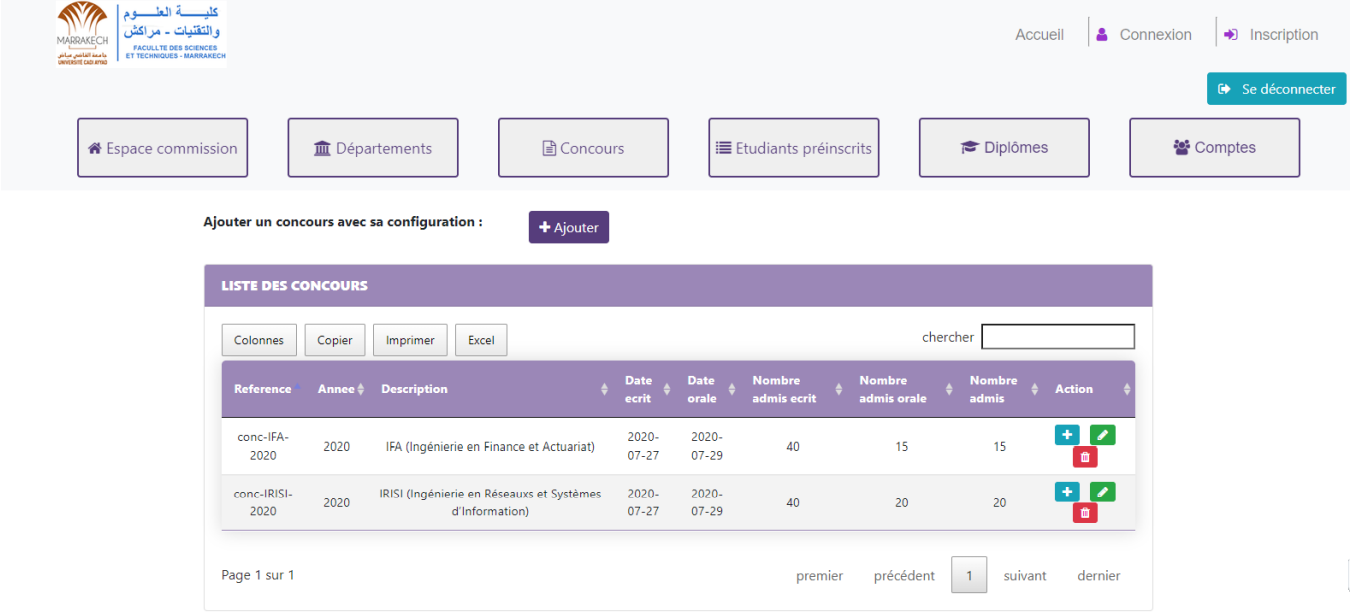 كليـــــة العلـــــوم
والتقنيات - مراكش
MARRAKECH
FACULLTE DES SCIENCES
ET TECHNIQUES - MARRAKECH
جامعة القاضي عياض
UNIVERSITÉ CADI AYYAD
Accueil
Connexion
Inscription
Se déconnecter
Espace commission
Départements
Concours
Etudiants préinscrits
Diplômes
Comptes
Ajouter un concours avec sa configuration :
Ajouter
LISTE DES CONCOURS
Colonnes
Copier
Imprimer
Excel
chercher
Reference
Annee
Description
Date
ecrit
Date
orale
Nombre
admis ecrit
Nombre
admis orale
Nombre
admis
Action
conc-IFA-
2020
2020
IFA (Ingénierie en Finance et Actuariat)
2020-
07-27
2020-
07-29
40
15
15
conc-IRISI-
2020
2020
IRISI (Ingénierie en Réseauxs et Systèmes
d'Information)
2020-
07-27
2020-
07-29
40
20
20
Page 1 sur 1
premier
précédent
1
suivant
dernier